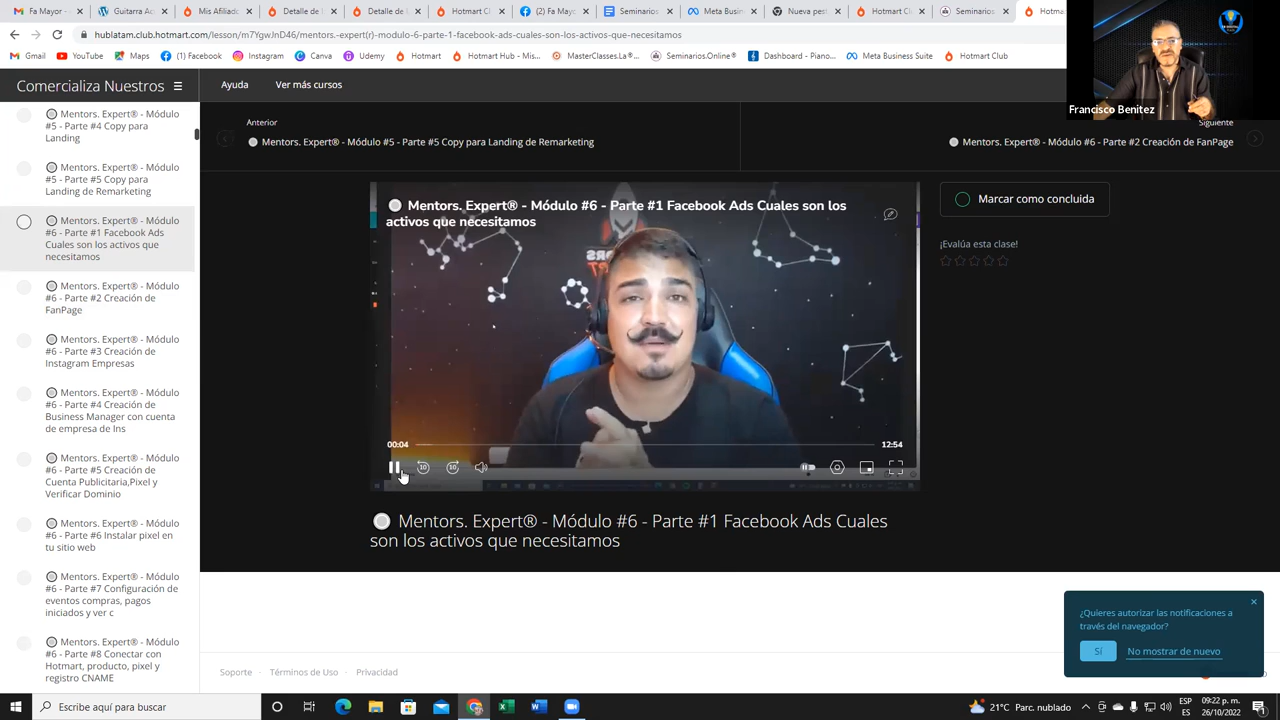 Fa Mayor -
Guitarra Ac
Mis Afiliado
Detalle de
Detalle de
Hotmart C
(2) Fa Mayo
Seminarios
Meta Busin
Nueva pest
Hotmart Cl
Seminarios
Hotma
hublatam.club.hotmart.com/lesson/m7YgwJnD46/mentors.-expert(r)-modulo-6-parte-1-facebook-ads-cuales-son-los-activos-que-necesitamos
Gmail
YouTube
Maps
(1) Facebook
Instagram
Canva
Udemy
Hotmart
Hotmart Hub - Mis...
MasterClasses.La®...
Seminarios.Online®...
Dashboard - Piano...
Meta Business Suite
Hotmart Club
Francisco Benitez
Comercializa Nuestros
Ayuda
Ver más cursos
Anterior
Mentors. Expert® - Módulo #5 - Parte #5 Copy para Landing de Remarketing
Siguiente
Mentors. Expert® - Módulo #6 - Parte #2 Creación de FanPage
Mentors. Expert® - Módulo
#5 - Parte #4 Copy para
Landing
Mentors. Expert® - Módulo
#5 - Parte #5 Copy para
Landing de Remarketing
Mentors. Expert® - Módulo
#6 - Parte #1 Facebook Ads
Cuales son los activos que
necesitamos
Mentors. Expert® - Módulo
#6 - Parte #2 Creación de
FanPage
Mentors. Expert® - Módulo
#6 - Parte #3 Creación de
Instagram Empresas
Mentors. Expert® - Módulo
#6 - Parte #4 Creación de
Business Manager con cuenta
de empresa de Ins
Mentors. Expert® - Módulo
#6 - Parte #5 Creación de
Cuenta Publicitaria,Pixel y
Verificar Dominio
Mentors. Expert® - Módulo
#6 - Parte #6 Instalar pixel en
tu sitio web
Mentors. Expert® - Módulo
#6 - Parte #7 Configuración de
eventos compras, pagos
iniciados y ver c
Mentors. Expert® - Módulo
#6 - Parte #8 Conectar con
Hotmart, producto, pixel y
registro CNAME
Mentors. Expert® - Módulo #6 - Parte #1 Facebook Ads Cuales son los
activos que necesitamos
00:04
12:54
10
10
Marcar como concluida
¡Evalúa esta clase!
Mentors. Expert® - Módulo #6 - Parte #1 Facebook Ads Cuales
son los activos que necesitamos
¿Quieres autorizar las notificaciones a
través del navegador?
Sí
No mostrar de nuevo
Soporte · Términos de Uso · Privacidad
Escribe aquí para buscar
21°C Parc. nublado
ESP
ES
09:22 p. m.
26/10/2022